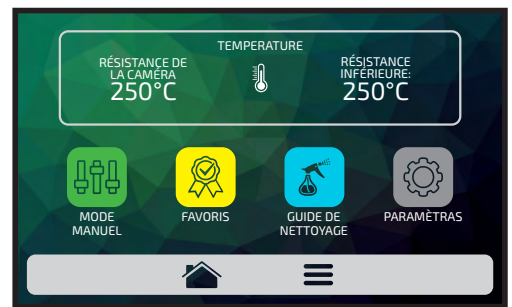 TEMPERATURE
RÉSISTANCE DE
LA CAMÉRA
250°C
RÉSISTANCE
INFÉRIEURE:
250°C
MODE
MANUEL
FAVORIS
GUIDE DE
NETTOYAGE
PARAMÈTRAS